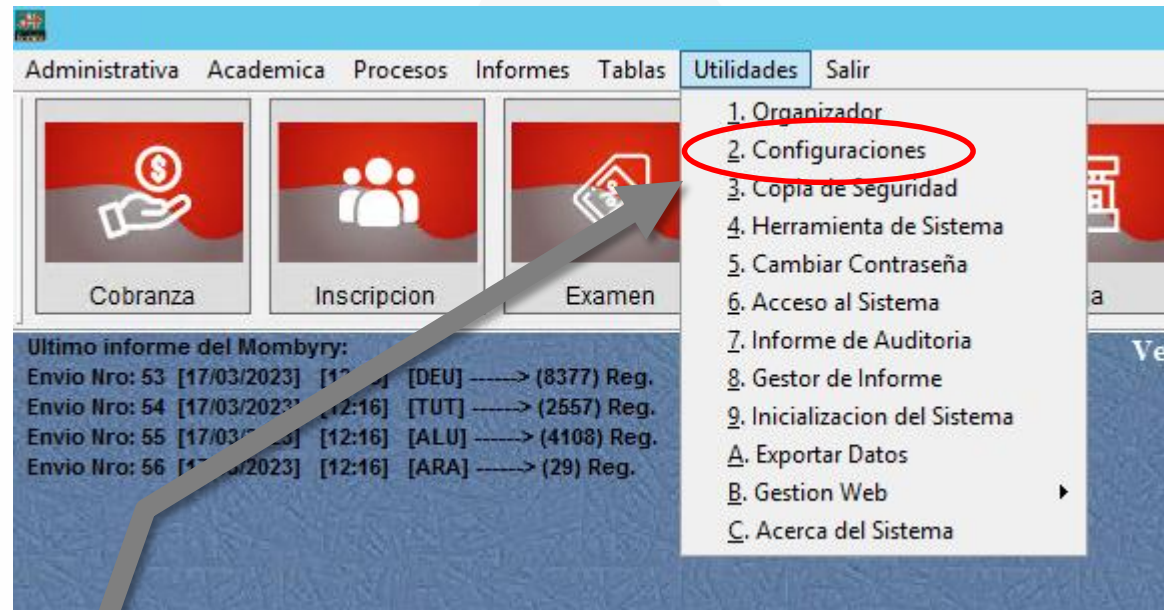 Administrativa Academica Procesos Informes Tablas Utilidades Salir
1. Organizador
2. Configuraciones
3. Copia de Seguridad
4. Herramienta de Sistema
5. Cambiar Contraseña
6. Acceso al Sistema
7. Informe de Auditoria
8. Gestor de Informe
9. Inicializacion del Sistema
A. Exportar Datos
B. Gestion Web
C. Acerca del Sistema
Cobranza Inscripcion Examen a
Ultimo informe del Mombyry: Ve
Envio Nro: 53 [17/03/2023] [DEU] ------> (8377) Reg.
Envio Nro: 54 [17/03/2023] [12:16] [TUT] ------> (2557) Reg.
Envio Nro: 55 [12:16] [ALU] ------> (4108) Reg.
Envio Nro: 56 [12:16] [ARA] ------> (29) Reg.